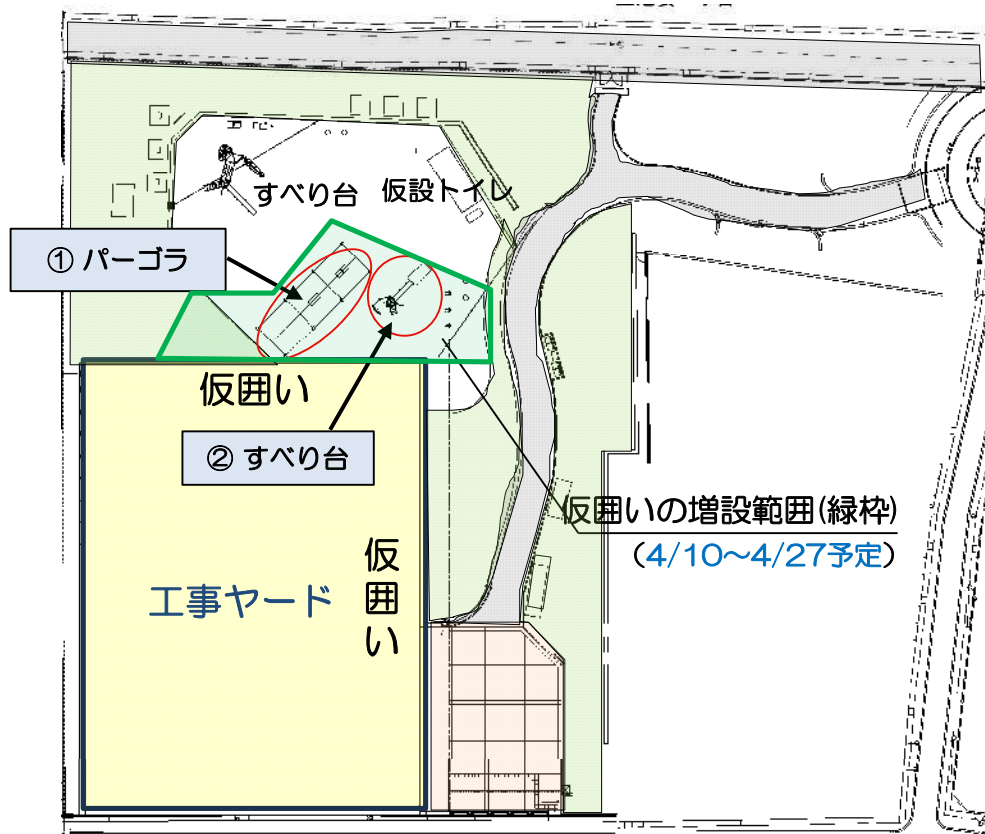 すべり台
仮設トイレ
① パーゴラ
仮囲い
② すべり台
仮囲いの増設範囲(緑枠)
(4/10~4/27予定)
仮囲い
工事ヤード